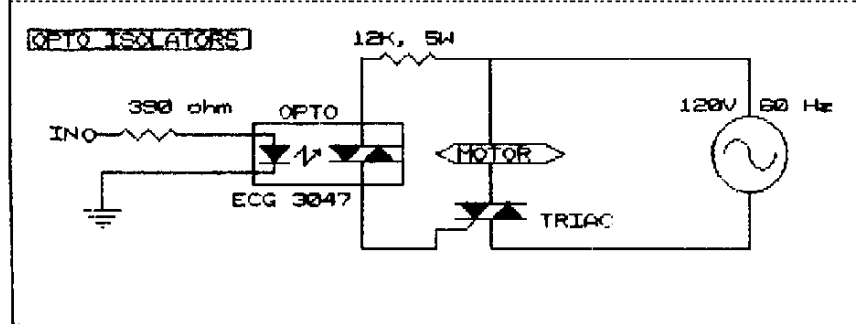 OPTO ISOLATORS
12K, 5W
390 ohm
OPTO
120V 60 Hz
IN
MOTOR
ECG 3047
TRIAC